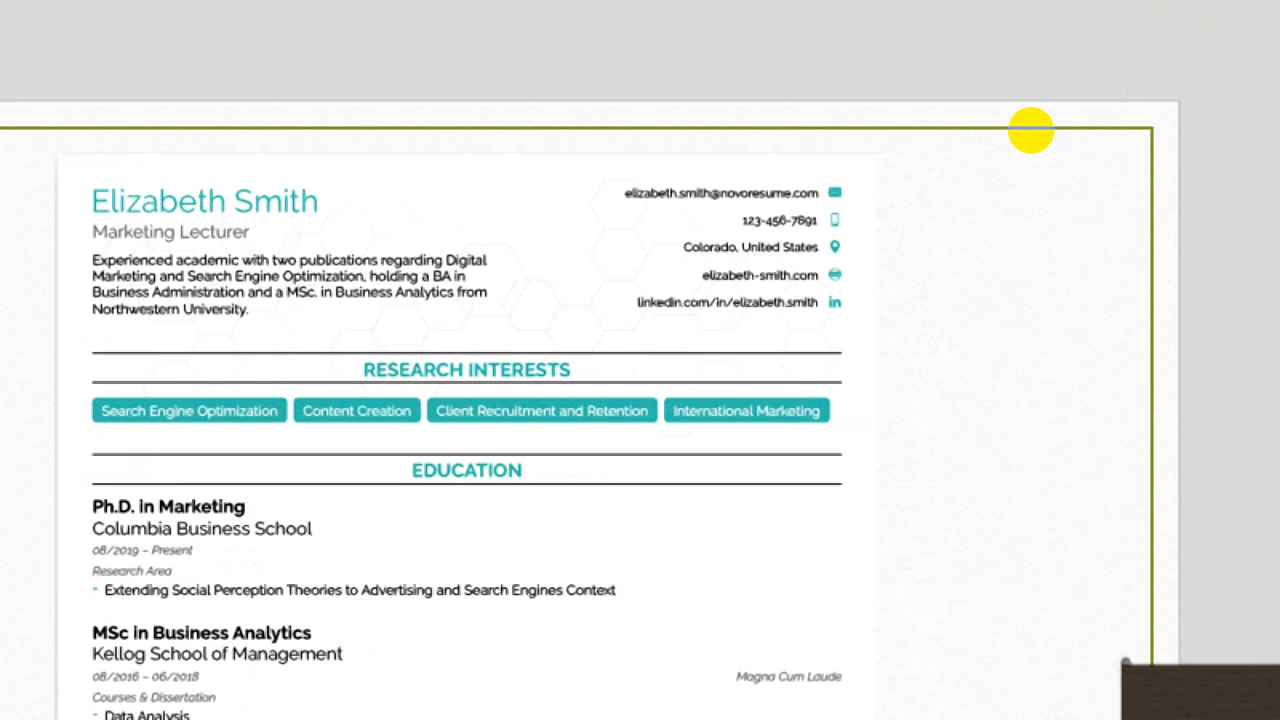 Elizabeth Smith
Marketing Lecturer
Experienced academic with two publications regarding Digital
Marketing and Search Engine Optimization, holding a BA in
Business Administration and a MSc. in Business Analytics from
Northwestern University.
elizabeth.smith@novoresume.com
123-456-7891
Colorado, United States
elizabeth-smith.com
linkedin.com/in/elizabeth.smith
RESEARCH INTERESTS
Search Engine Optimization Content Creation Client Recruitment and Retention International Marketing
EDUCATION
Ph.D. in Marketing
Columbia Business School
08/2019 – Present
Research Area
- Extending Social Perception Theories to Advertising and Search Engines Context
MSc in Business Analytics
Kellog School of Management
08/2016 – 06/2018 Magna Cum Laude
Courses & Dissertation
- Data Analysis